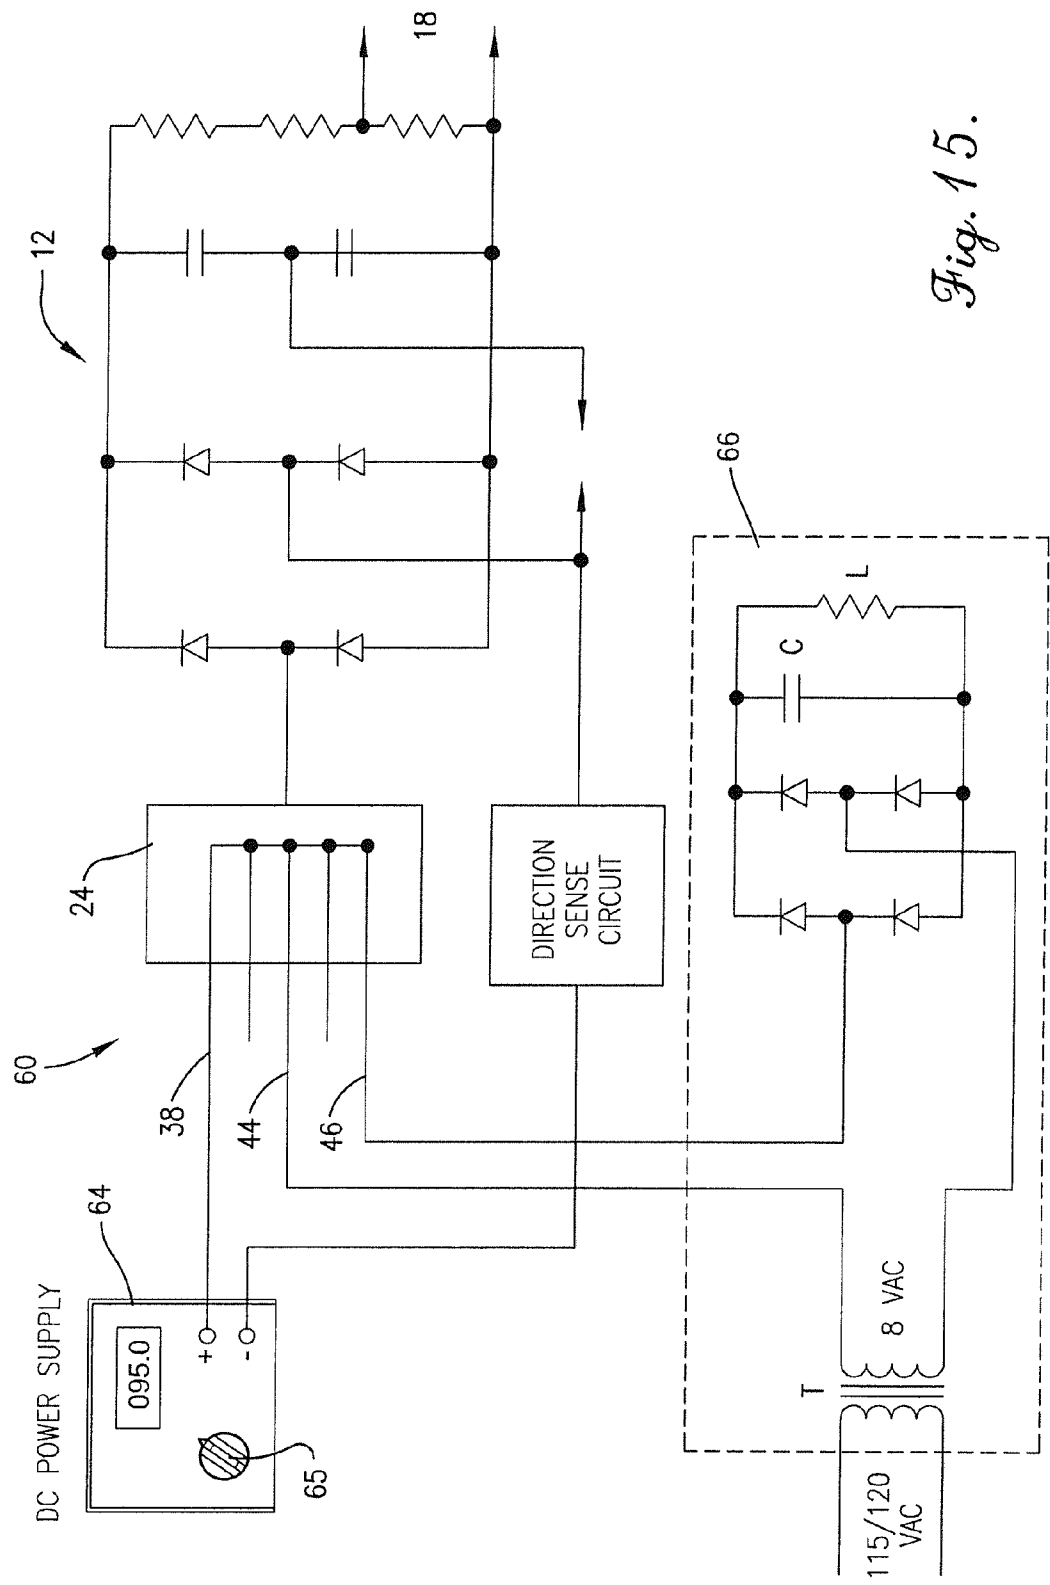 DC POWER SUPPLY
64
095.0
+
-
65
60
38
44
46
24
12
18
DIRECTION
SENSE
CIRCUIT
66
115/120
VAC
T
8 VAC
C
L
Fig. 15.